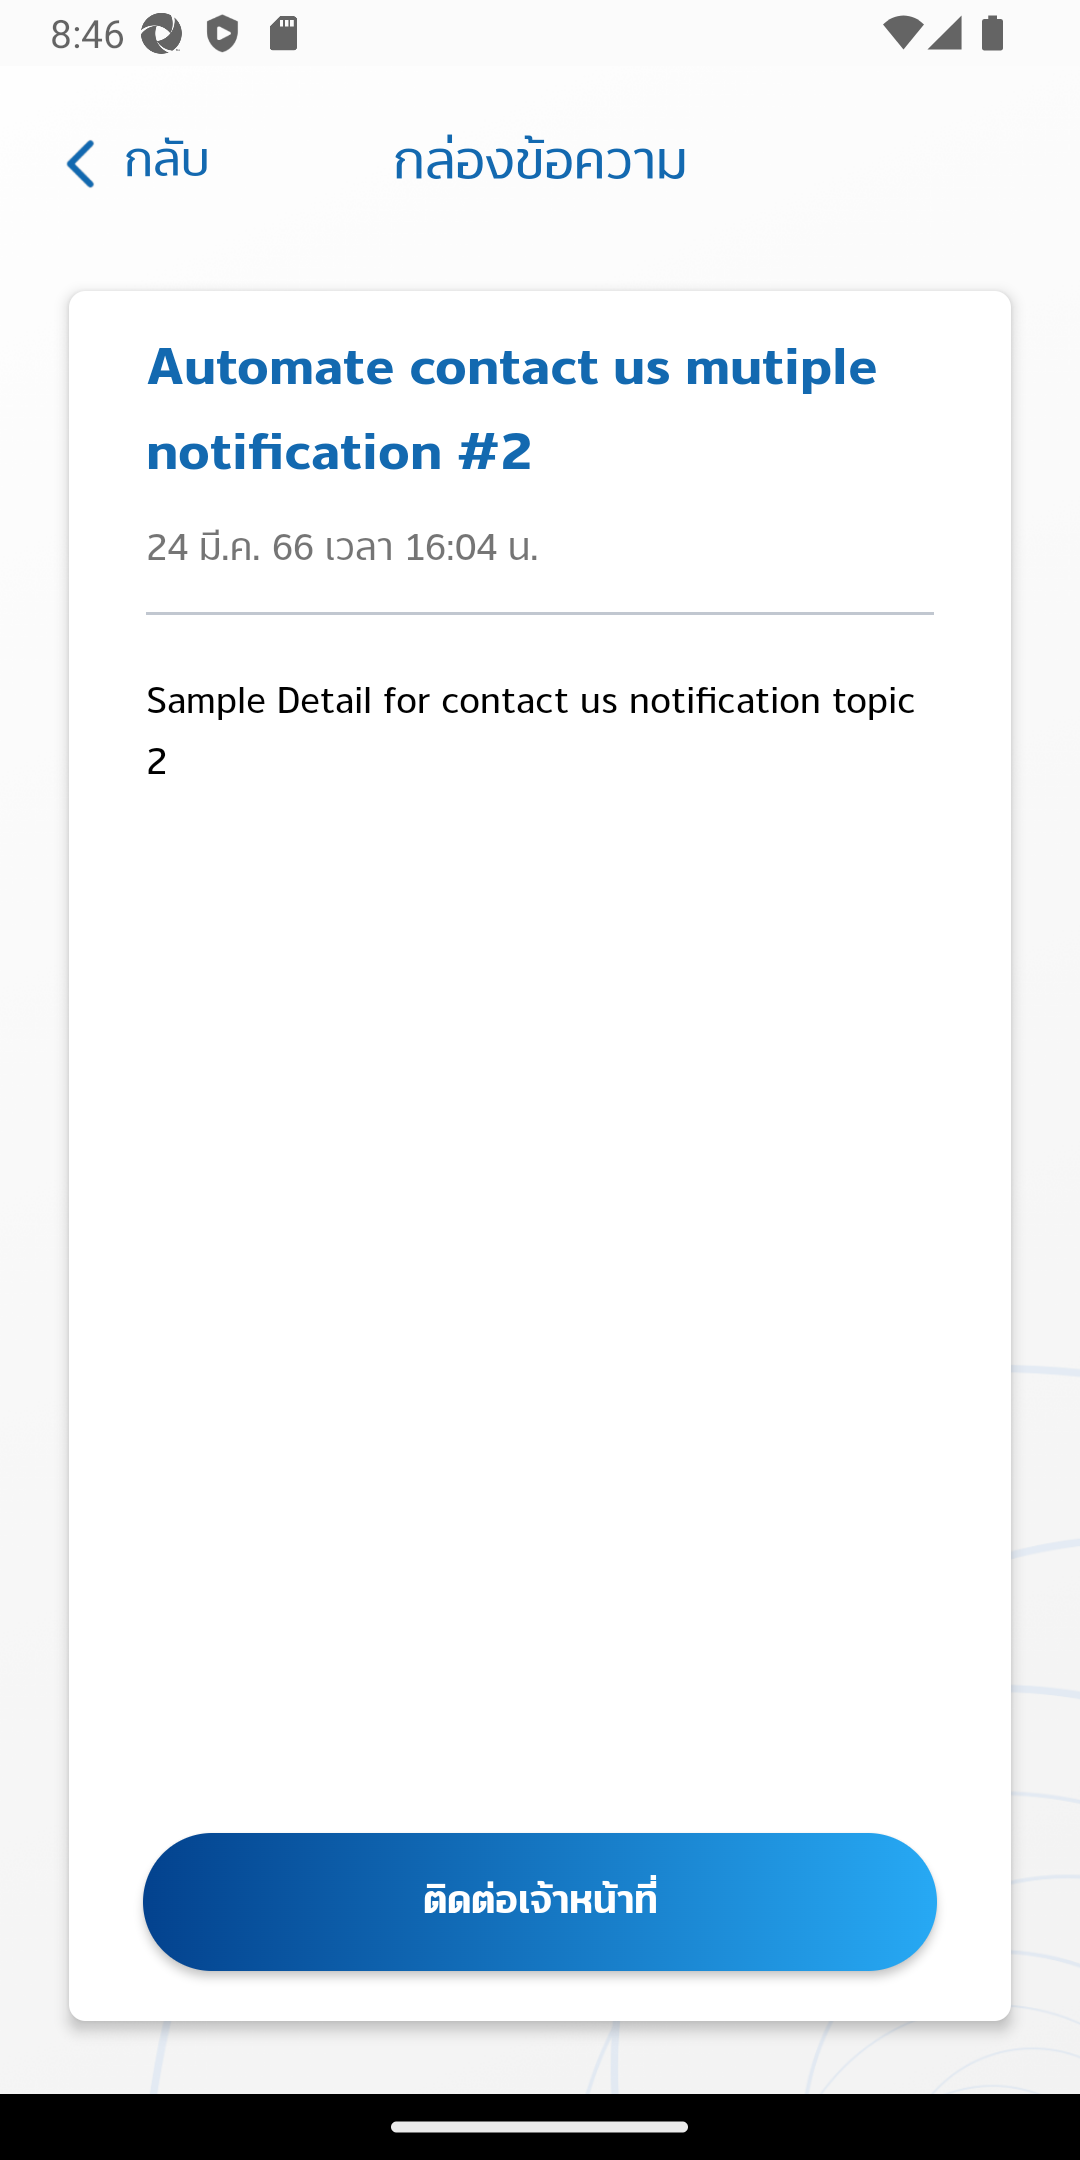 8:46
กลับ
กล่องข้อความ
Automate contact us mutiple
notification #2
24 มี.ค. 66 เวลา 16:04 น.
Sample Detail for contact us notification topic
2
ติดต่อเจ้าหน้าที่